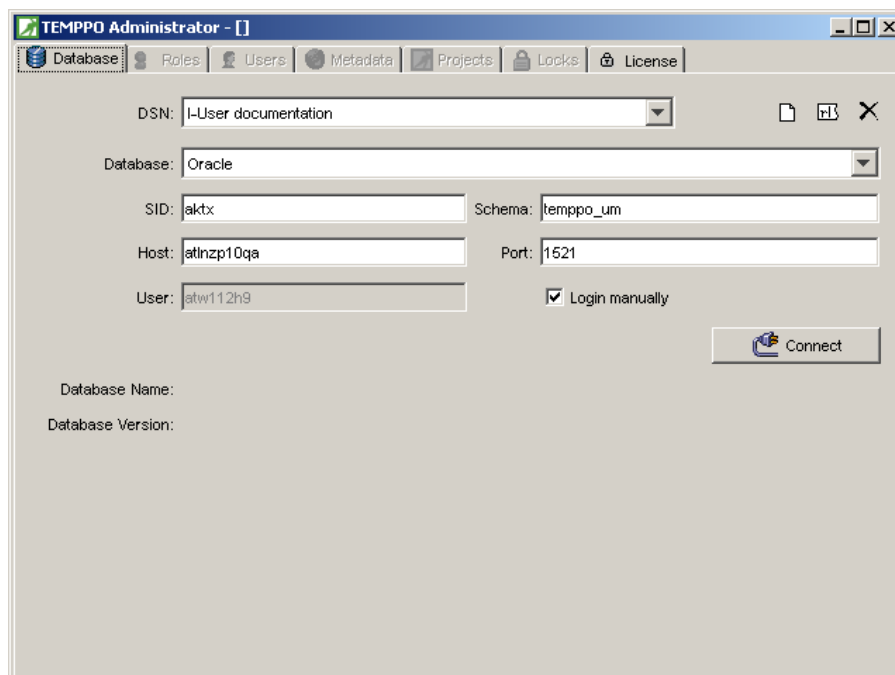 TEMPPO Administrator - []
Database Roles Users Metadata Projects Locks License
DSN: I-User documentation
Database: Oracle
SID: aktx Schema: temppo_um
Host: atlnzp10qa Port: 1521
User: atw112h9 Login manually
Connect
Database Name:
Database Version: